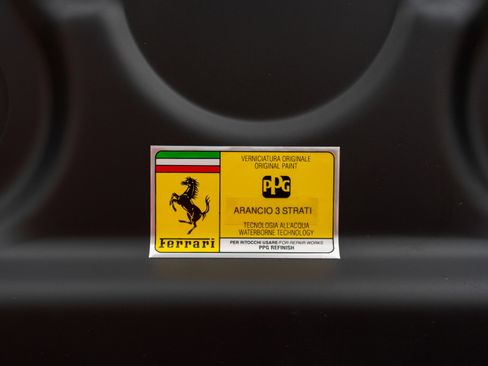 VERNICIATURA ORIGINALE
ORIGINAL PAINT
PPG
ARANCIO 3 STRATI
TECNOLOGIA ALL'ACQUA
WATERBORNE TECHNOLOGY
Ferrari
PER RITOCCHI USARE/FOR REPAIR WORKS
PPG REFINISH